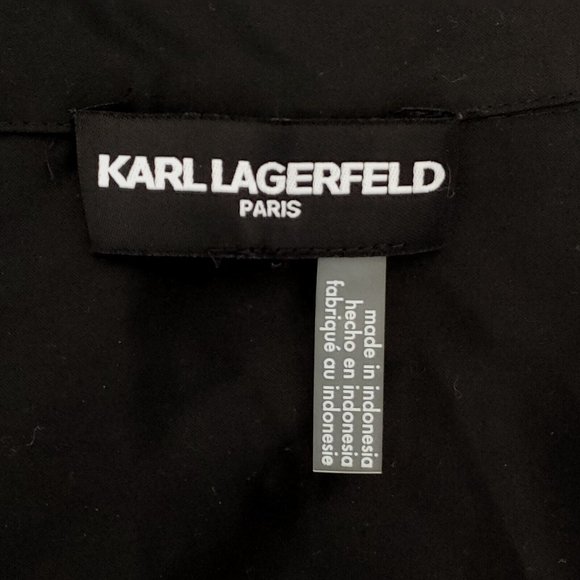 KARL LAGERFELD
PARIS
made in indonesia
hecho en indonesia
fabriqué au indonesie